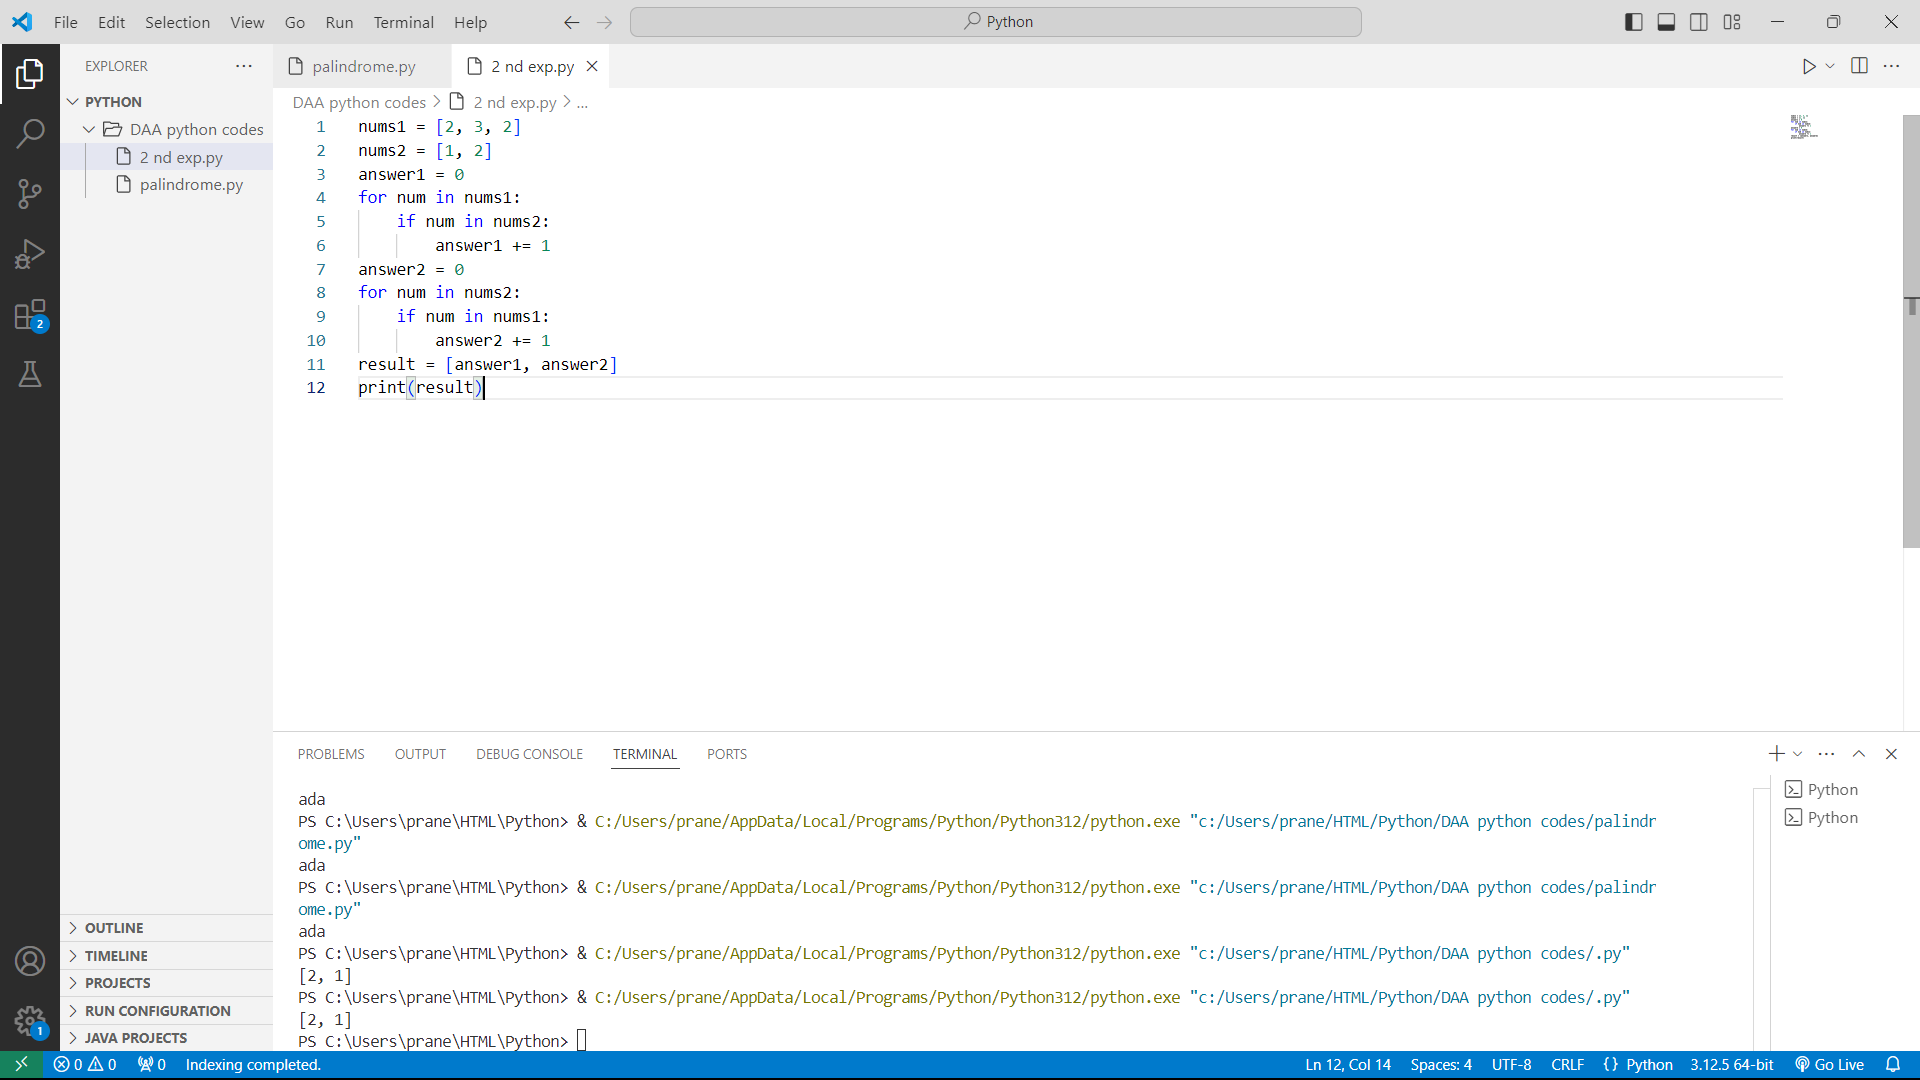 File Edit Selection View Go Run Terminal Help
Python
EXPLORER
PYTHON
DAA python codes
2 nd exp.py
palindrome.py
palindrome.py
2 nd exp.py
DAA python codes > 2 nd exp.py > ...
1 nums1 = [2, 3, 2]
2 nums2 = [1, 2]
3 answer1 = 0
4 for num in nums1:
5     if num in nums2:
6         answer1 += 1
7 answer2 = 0
8 for num in nums2:
9     if num in nums1:
10         answer2 += 1
11 result = [answer1, answer2]
12 print(result)
2
PROBLEMS OUTPUT DEBUG CONSOLE TERMINAL PORTS
ada
PS C:\Users\prane\HTML\Python> & C:/Users/prane/AppData/Local/Programs/Python/Python312/python.exe "c:/Users/prane/HTML/Python/DAA python codes/palindr
ome.py"
ada
PS C:\Users\prane\HTML\Python> & C:/Users/prane/AppData/Local/Programs/Python/Python312/python.exe "c:/Users/prane/HTML/Python/DAA python codes/palindr
ome.py"
ada
PS C:\Users\prane\HTML\Python> & C:/Users/prane/AppData/Local/Programs/Python/Python312/python.exe "c:/Users/prane/HTML/Python/DAA python codes/.py"
[2, 1]
PS C:\Users\prane\HTML\Python> & C:/Users/prane/AppData/Local/Programs/Python/Python312/python.exe "c:/Users/prane/HTML/Python/DAA python codes/.py"
[2, 1]
PS C:\Users\prane\HTML\Python>
Python
Python
OUTLINE
TIMELINE
PROJECTS
RUN CONFIGURATION
JAVA PROJECTS
1
0 0 0 Indexing completed. Ln 12, Col 14 Spaces: 4 UTF-8 CRLF {} Python 3.12.5 64-bit Go Live